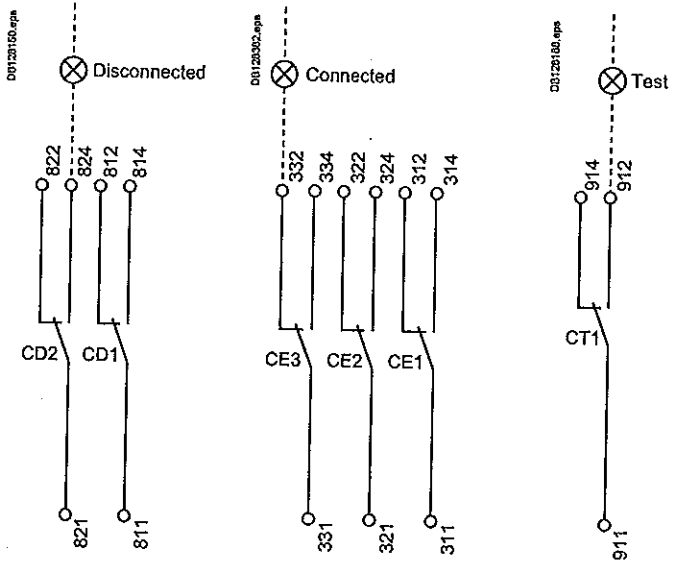 DB128150.eps
Disconnected
822
824
812
814
CD2
CD1
821
811
DB128302.eps
Connected
332
334
322
324
312
314
CE3
CE2
CE1
331
321
311
DB128160.eps
Test
914
912
CT1
911